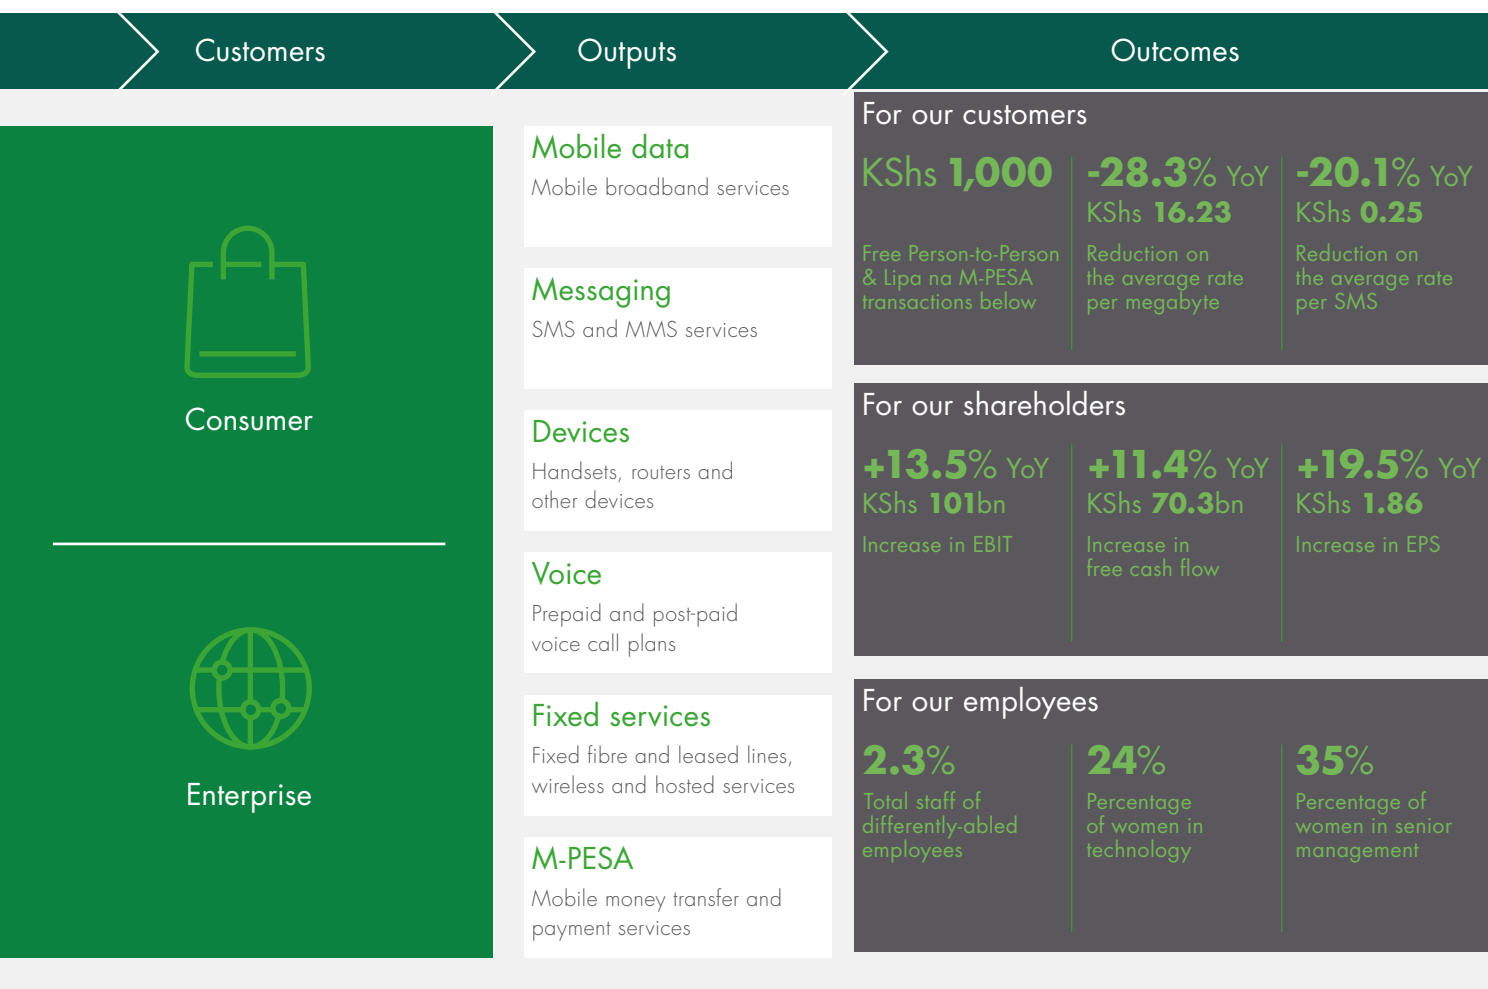 Customers
Outputs
Outcomes
Consumer
Enterprise
Mobile data
Mobile broadband services
Messaging
SMS and MMS services
Devices
Handsets, routers and
other devices
Voice
Prepaid and post-paid
voice call plans
Fixed services
Fixed fibre and leased lines,
wireless and hosted services
M-PESA
Mobile money transfer and
payment services
For our customers
KShs 1,000
Free Person-to-Person
& Lipa na M-PESA
transactions below
-28.3% YoY
KShs 16.23
Reduction on
the average rate
per megabyte
-20.1% YoY
KShs 0.25
Reduction on
the average rate
per SMS
For our shareholders
+13.5% YoY
KShs 101bn
Increase in EBIT
+11.4% YoY
KShs 70.3bn
Increase in
free cash flow
+19.5% YoY
KShs 1.86
Increase in EPS
For our employees
2.3%
Total staff of
differently-abled
employees
24%
Percentage
of women in
technology
35%
Percentage of
women in senior
management